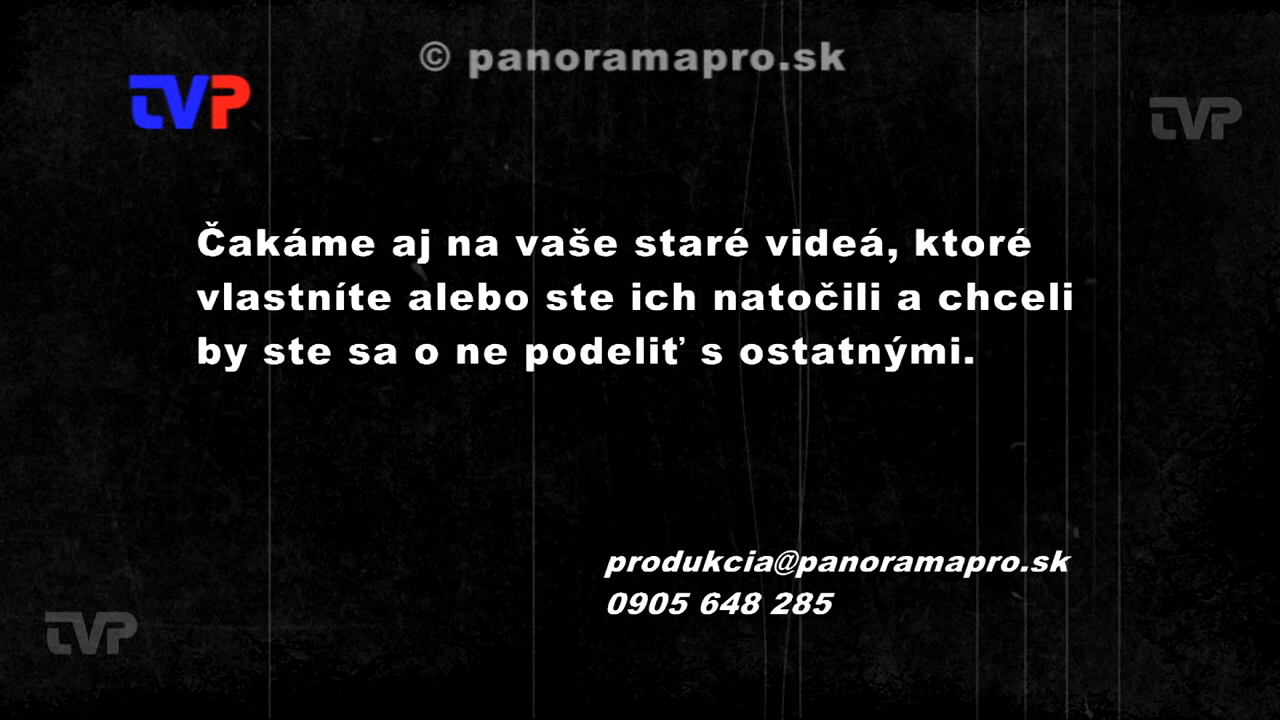 © panoramapro.sk
TVP
TVP
Čakáme aj na vaše staré videá, ktoré
vlastníte alebo ste ich natočili a chceli
by ste sa o ne podeliť s ostatnými.
produkcia@panoramapro.sk
0905 648 285
TVP